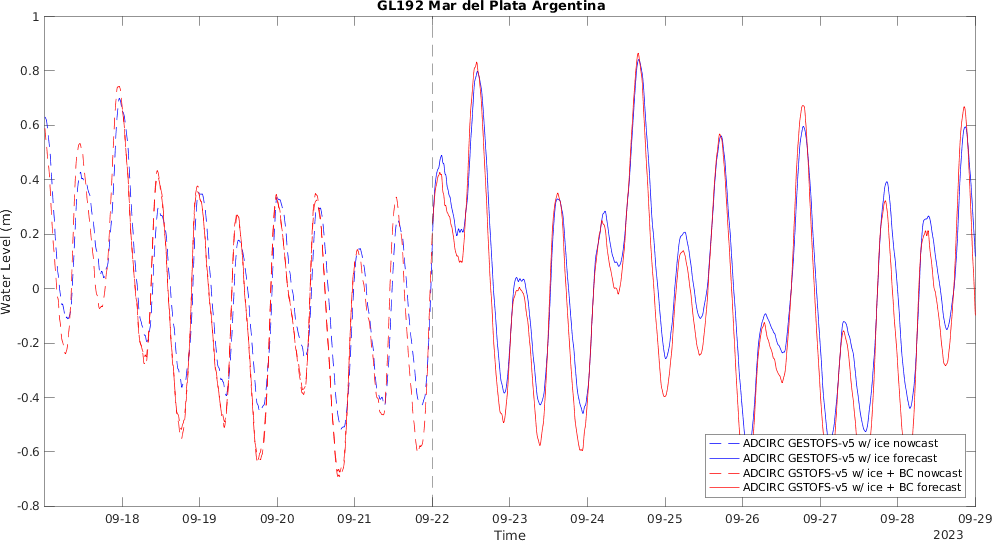 GL192 Mar del Plata Argentina
1
0.8
0.6
0.4
0.2
0
-0.2
-0.4
-0.6
-0.8
Water Level (m)
ADCIRC GESTOFS-v5 w/ ice nowcast
ADCIRC GESTOFS-v5 w/ ice forecast
ADCIRC GSTOFS-v5 w/ ice + BC nowcast
ADCIRC GSTOFS-v5 w/ ice + BC forecast
09-18 09-19 09-20 09-21 09-22 09-23 09-24 09-25 09-26 09-27 09-28 09-29
Time
2023